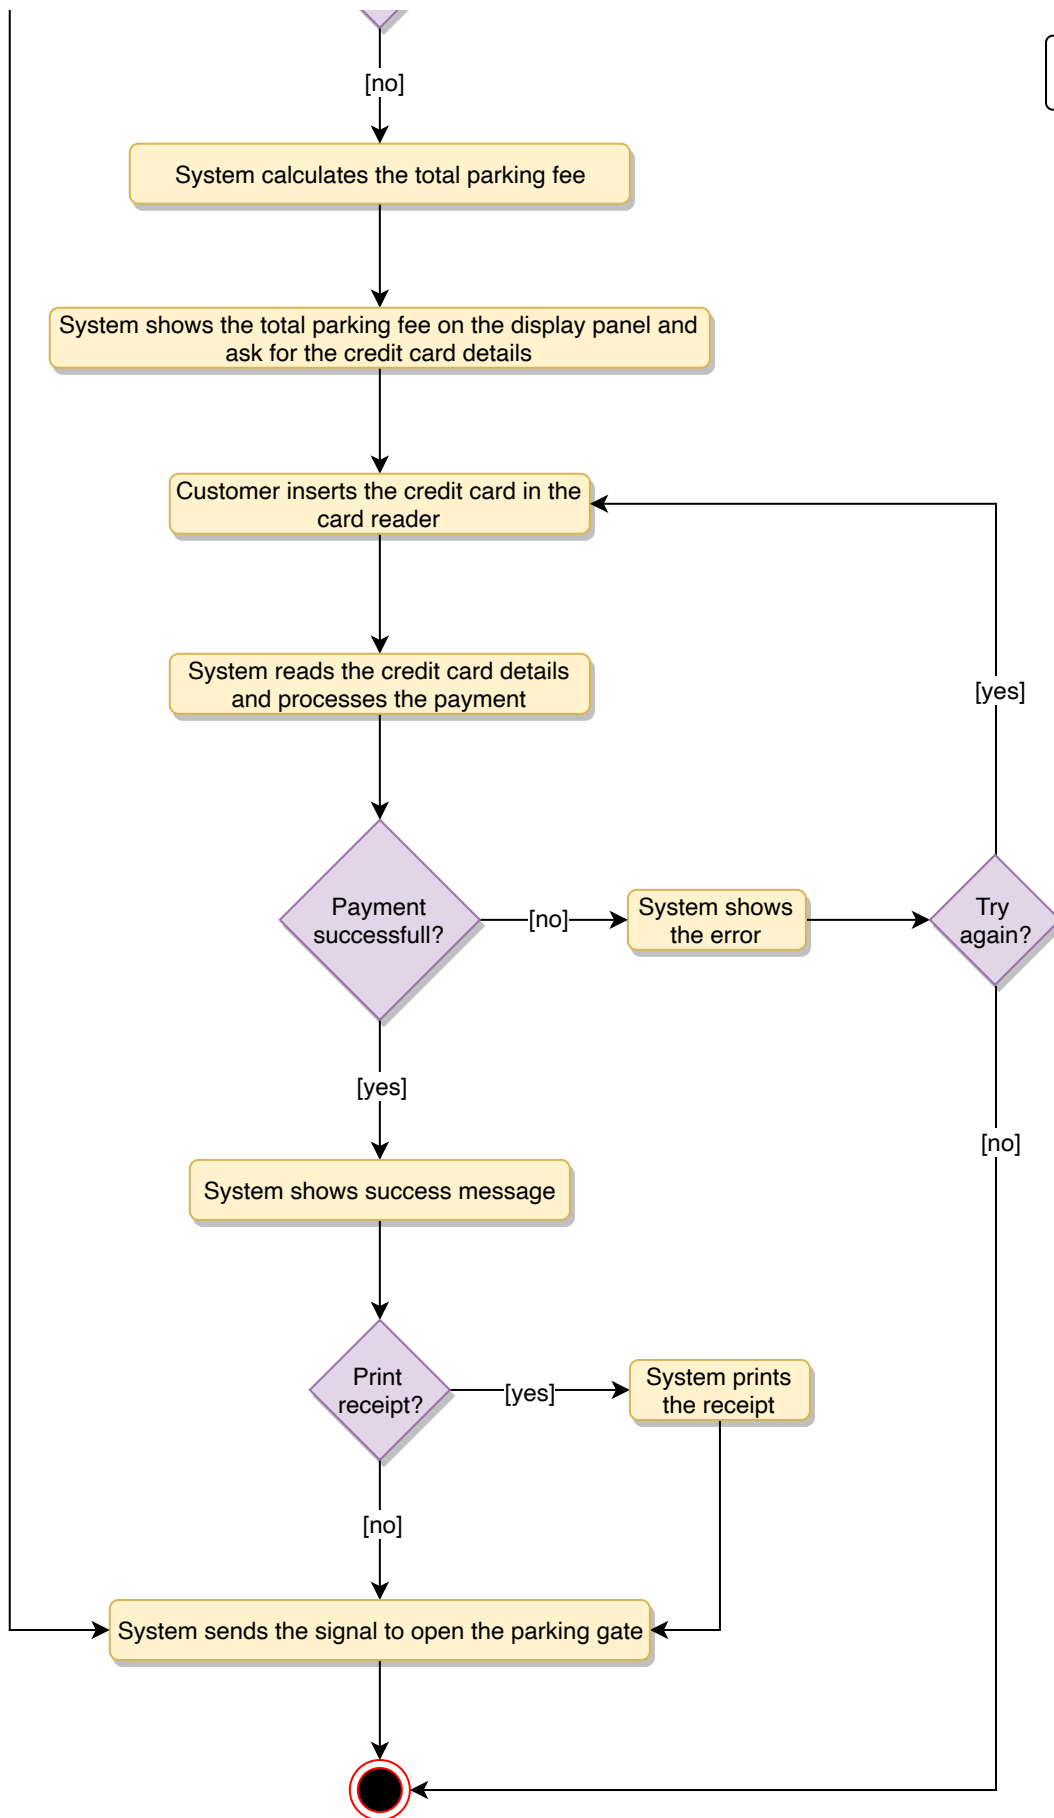 [no]
System calculates the total parking fee
System shows the total parking fee on the display panel and
ask for the credit card details
Customer inserts the credit card in the
card reader
System reads the credit card details
and processes the payment
[yes]
Payment
successfull?
[no]
System shows
the error
Try
again?
[yes]
[no]
System shows success message
Print
receipt?
[yes]
System prints
the receipt
[no]
System sends the signal to open the parking gate